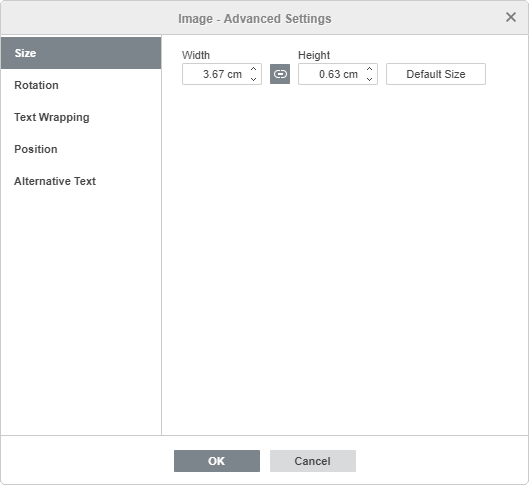 Image - Advanced Settings
Size
Rotation
Text Wrapping
Position
Alternative Text
Width
Height
3.67 cm
0.63 cm
Default Size
OK
Cancel